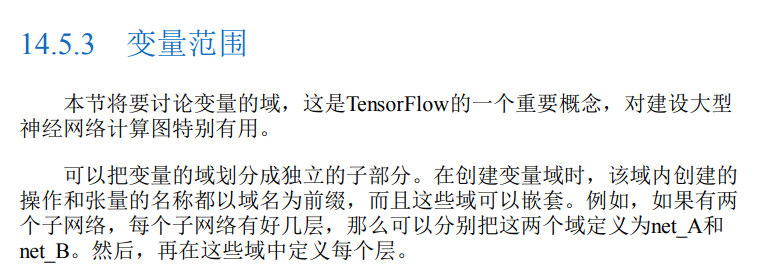 14.5.3 变量范围
本节将要讨论变量的域，这是TensorFlow的一个重要概念，对建设大型
神经网络计算图特别有用。
可以把变量的域划分成独立的子部分。在创建变量域时，该域内创建的
操作和张量的名称都以域名为前缀，而且这些域可以嵌套。例如，如果有两
个子网络，每个子网络有好几层，那么可以分别把这两个域定义为net_A和
net_B。然后，再在这些域中定义每个层。